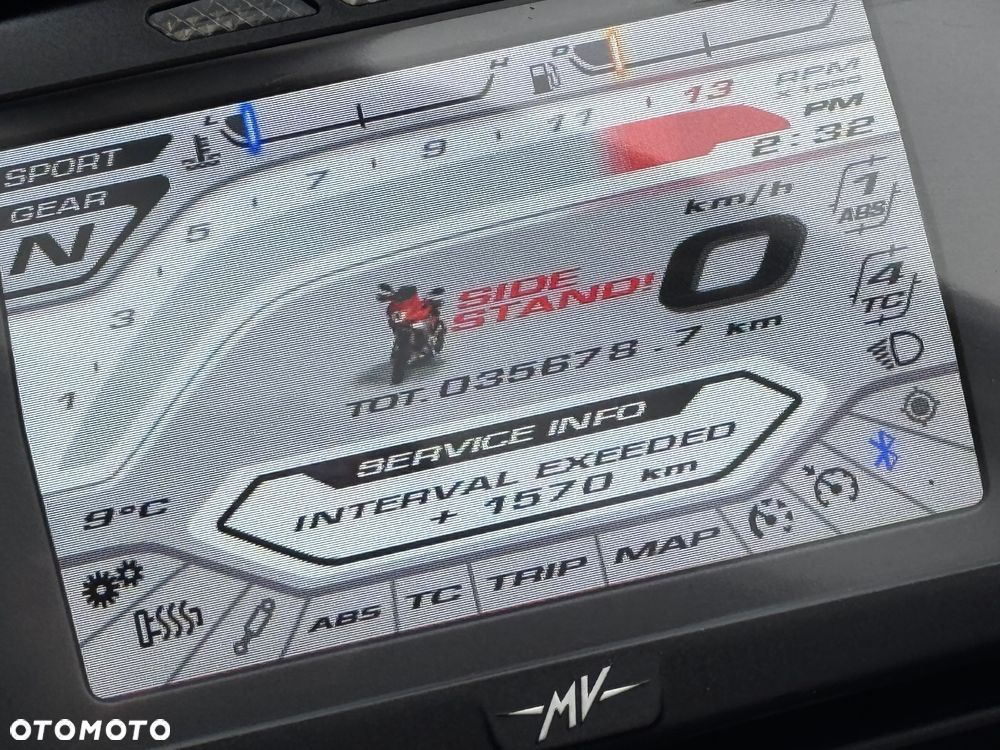 L
H
0
SPORT
GEAR
N
1
3
5
7
9
11
13
RPM
x1000
PM
2:32
km/h
0
1
ABS
4
TC
SIDE
STAND!
TOT. 035678.7 km
SERVICE INFO
INTERVAL EXEEDED
+ 1570 km
9°C
ABS
TC
TRIP
MAP
MV
OTOMOTO